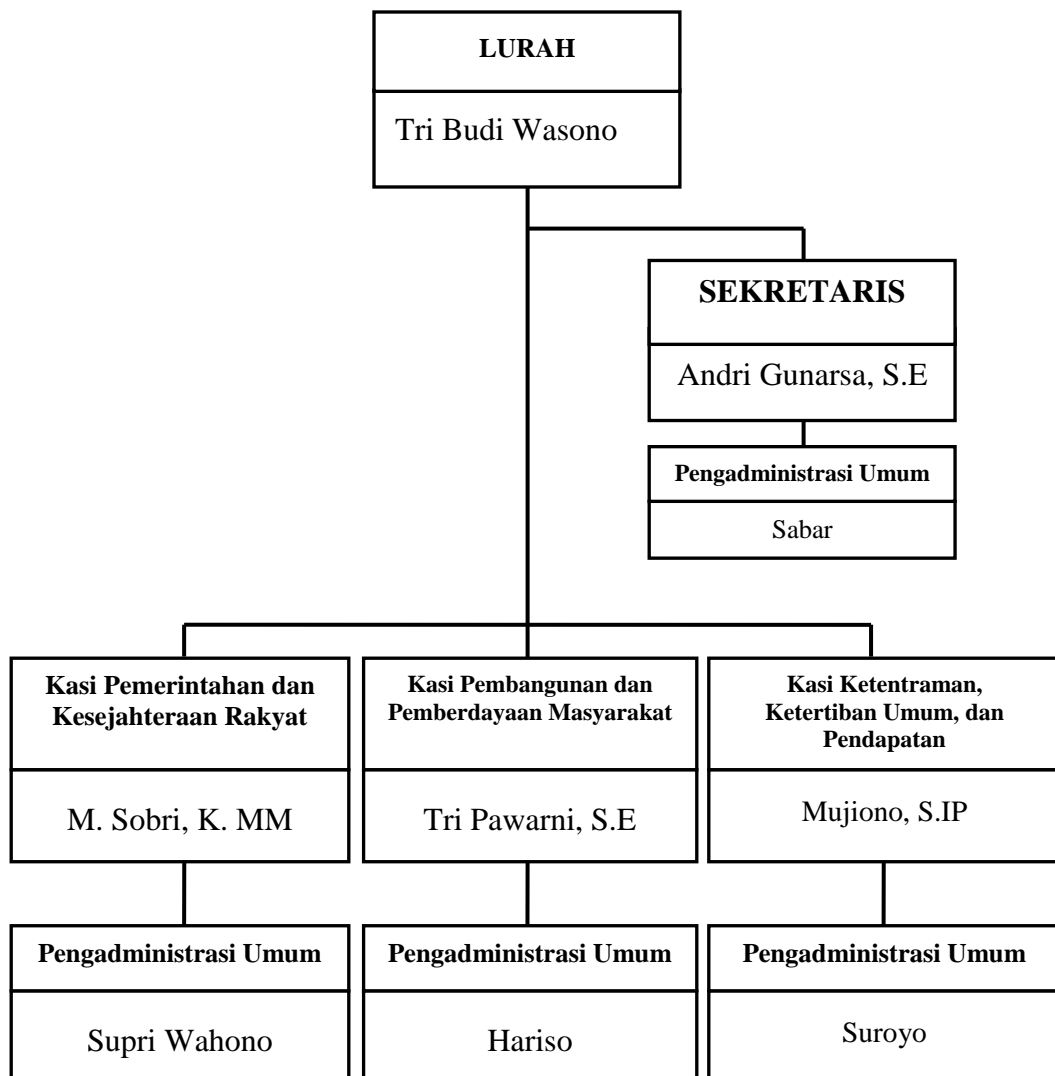 LURAH
Tri Budi Wasono
SEKRETARIS
Andri Gunarsa, S.E
Pengadministrasi Umum
Sabar
Kasi Pemerintahan dan
Kesejahteraan Rakyat
M. Sobri, K. MM
Kasi Pembangunan dan
Pemberdayaan Masyarakat
Tri Pawarni, S.E
Kasi Ketentraman,
Ketertiban Umum, dan
Pendapatan
Mujiono, S.IP
Pengadministrasi Umum
Supri Wahono
Pengadministrasi Umum
Hariso
Pengadministrasi Umum
Suroyo